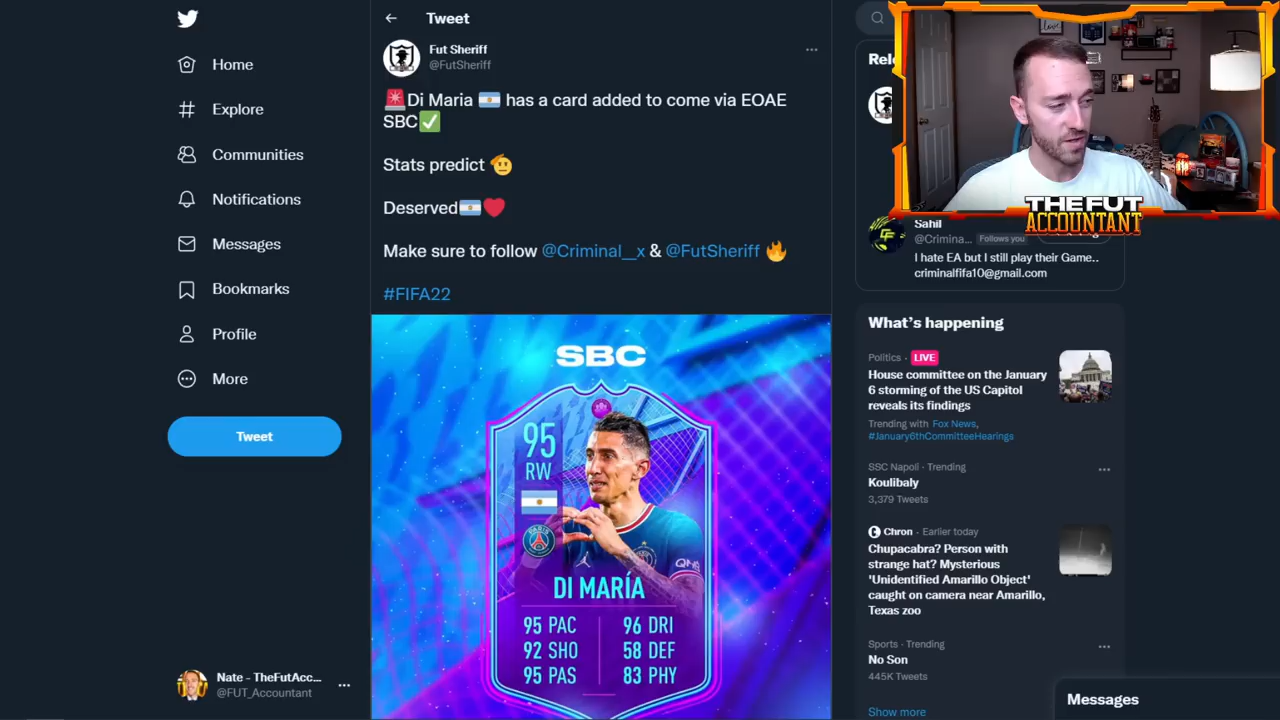 Home
Explore
Communities
Notifications
Messages
Bookmarks
Profile
More
Tweet
Nate - TheFutAcc...
@FUT_Accountant
Tweet
Fut Sheriff
@FutSheriff
🚨Di Maria 🇦🇷 has a card added to come via EOAE
SBC✅
Stats predict 🫡
Deserved🇦🇷❤️
Make sure to follow @Criminal__x & @FutSheriff 🔥
#FIFA22
SBC
95
RW
DI MARÍA
95 PAC
92 SHO
95 PAS
96 DRI
58 DEF
83 PHY
THE FUT
ACCOUNTANT
Sahil
@Crimina...
Follows you
I hate EA but I still play their Game..
criminalfifa10@gmail.com
What's happening
Politics · LIVE
House committee on the January
6 storming of the US Capitol
reveals its findings
Trending with Fox News,
#January6thCommitteeHearings
SSC Napoli · Trending
Koulibaly
3,379 Tweets
Chron · Earlier today
Chupacabra? Person with
strange hat? Mysterious
'Unidentified Amarillo Object'
caught on camera near Amarillo,
Texas zoo
Sports · Trending
No Son
445K Tweets
Show more
Messages